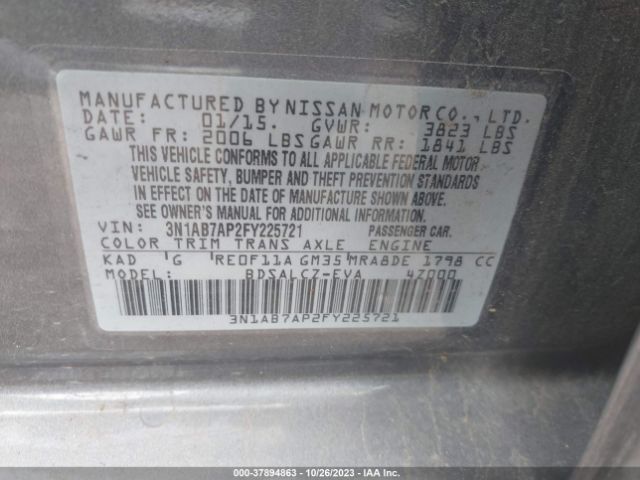 MANUFACTURED BY NISSAN MOTOR CO., LTD.
DATE: 01/15. GVWR: 3823 LBS
GAWR FR: 2006 LBS GAWR RR: 1841 LBS
THIS VEHICLE CONFORMS TO ALL APPLICABLE FEDERAL MOTOR
VEHICLE SAFETY, BUMPER AND THEFT PREVENTION STANDARDS
IN EFFECT ON THE DATE OF MANUFACTURE SHOWN ABOVE.
SEE OWNER'S MANUAL FOR ADDITIONAL INFORMATION.
VIN: 3N1AB7AP2FY225721 PASSENGER CAR.
COLOR TRIM TRANS AXLE ENGINE
KAD G RE0F11A GM35 MRA8DE 1798 CC
MODEL: BDSALCZ-EVA 4Z000
3N1AB7AP2FY225721
000-37894863 - 10/26/2023 - IAA Inc.